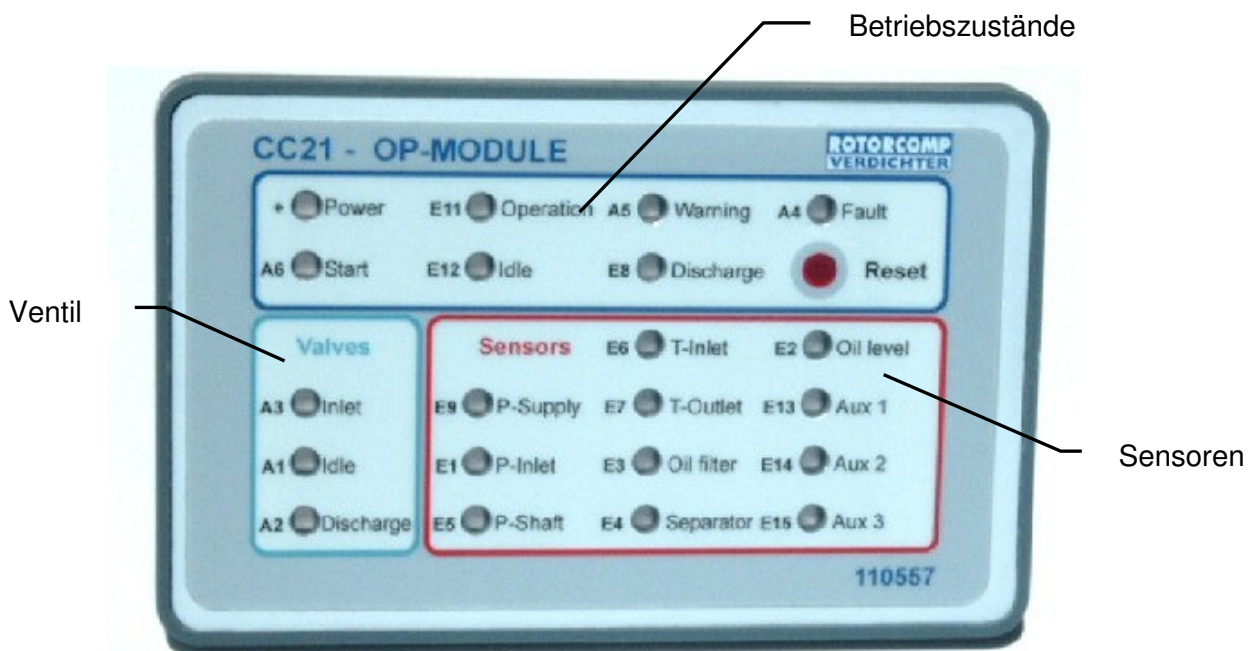 Betriebszustände
CC21 - OP-MODULE
ROTORCOMP
VERDICHTER
+ Power E11 Operation A5 Warning A4 Fault
A6 Start E12 Idle E8 Discharge Reset
Ventil
Valves Sensors E6 T-Inlet E2 Oil level
A3 Inlet E9 P-Supply E7 T-Outlet E13 Aux 1
A1 Idle E1 P-Inlet E3 Oil filter E14 Aux 2
Sensoren
A2 Discharge E5 P-Shaft E4 Separator E15 Aux 3
110557